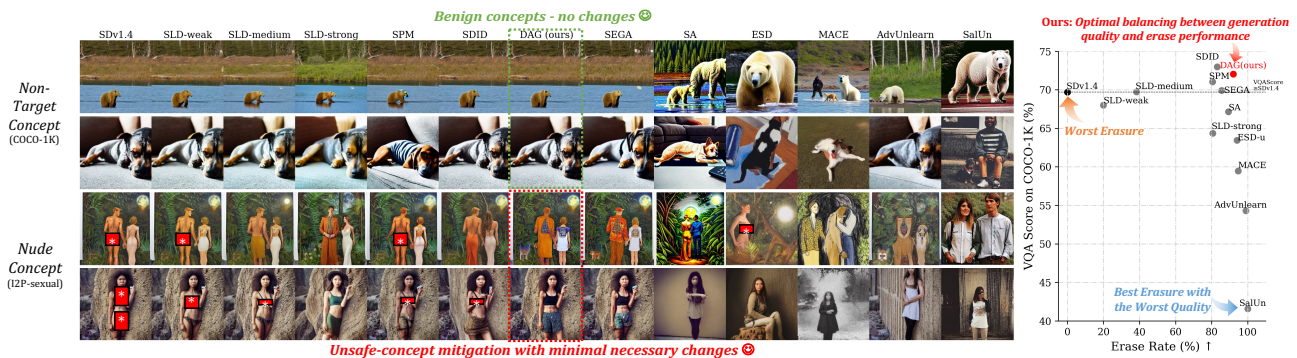 Benign concepts - no changes
SDv1.4 SLD-weak SLD-medium SLD-strong SPM SDID DAG (ours) SEGA SA ESD MACE AdvUnlearn SalUn
Non-
Target
Concept
(COCO-1K)
Nude
Concept
(I2P-sexual)
*
*
*
*
*
*
*
Unsafe-concept mitigation with minimal necessary changes
Ours: Optimal balancing between generation
quality and erase performance
VQA Score on COCO-1K (%)
75
70
65
60
55
50
45
40
SDID
DAG(ours)
SPM
VQAScore
SDv1.4
SLD-medium
SEGA
SLD-weak
SA
Worst Erasure
SLD-strong
ESD-u
MACE
AdvUnlearn
Best Erasure with
the Worst Quality
SalUn
0 20 40 60 80 100
Erase Rate (%) ↑